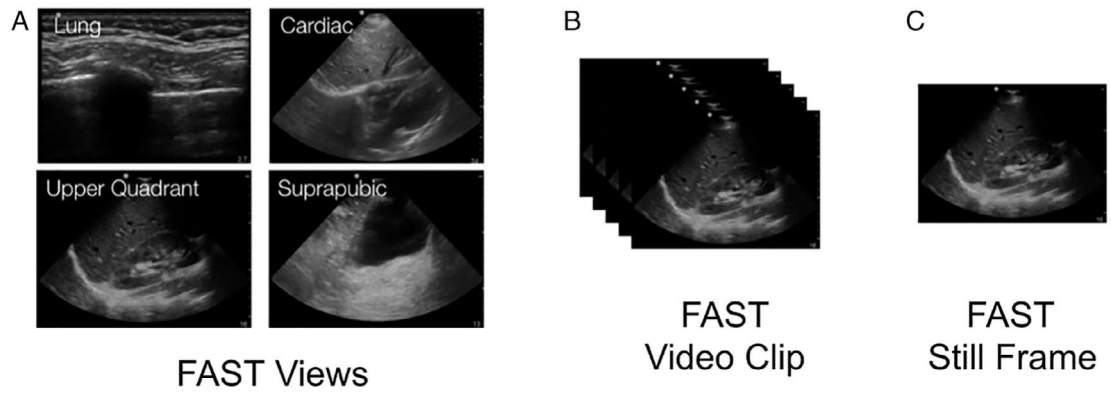 A
Lung
Cardiac
Upper Quadrant
Suprapubic
FAST Views
B
FAST
Video Clip
C
FAST
Still Frame